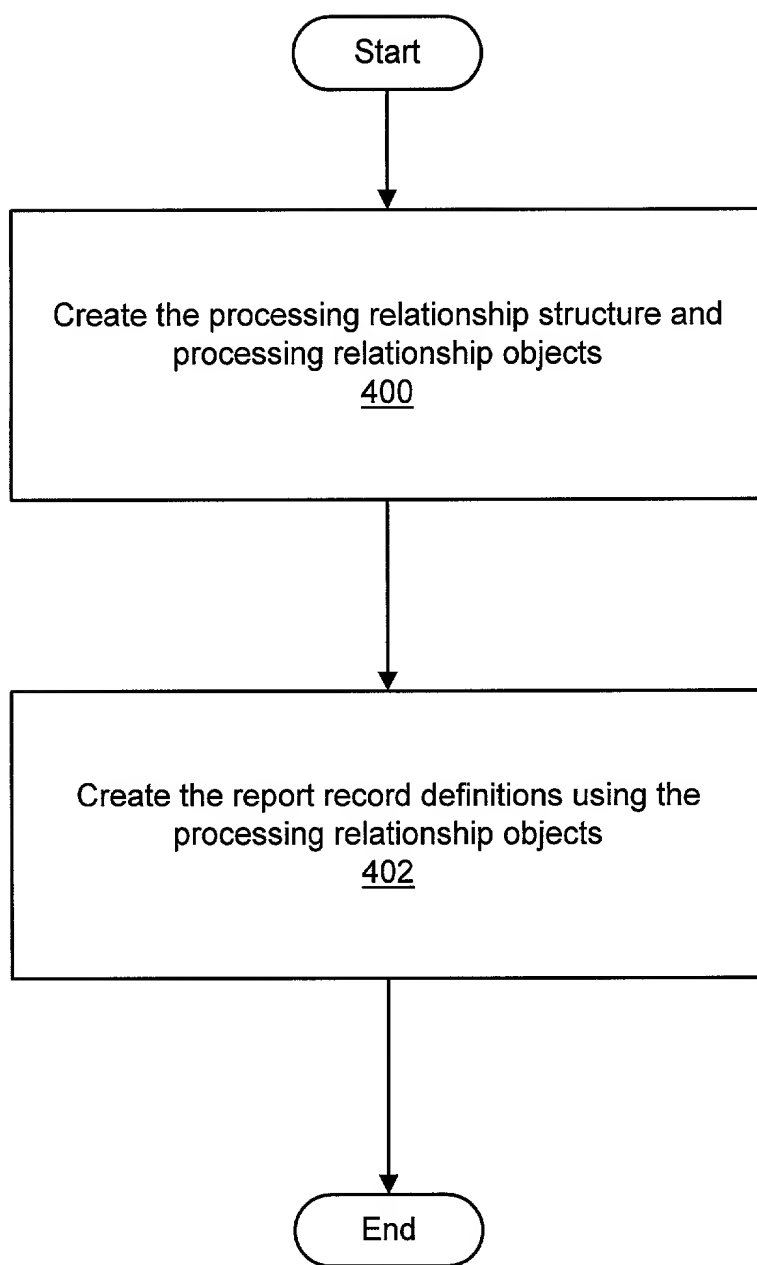 Start
Create the processing relationship structure and
processing relationship objects
400
Create the report record definitions using the
processing relationship objects
402
End